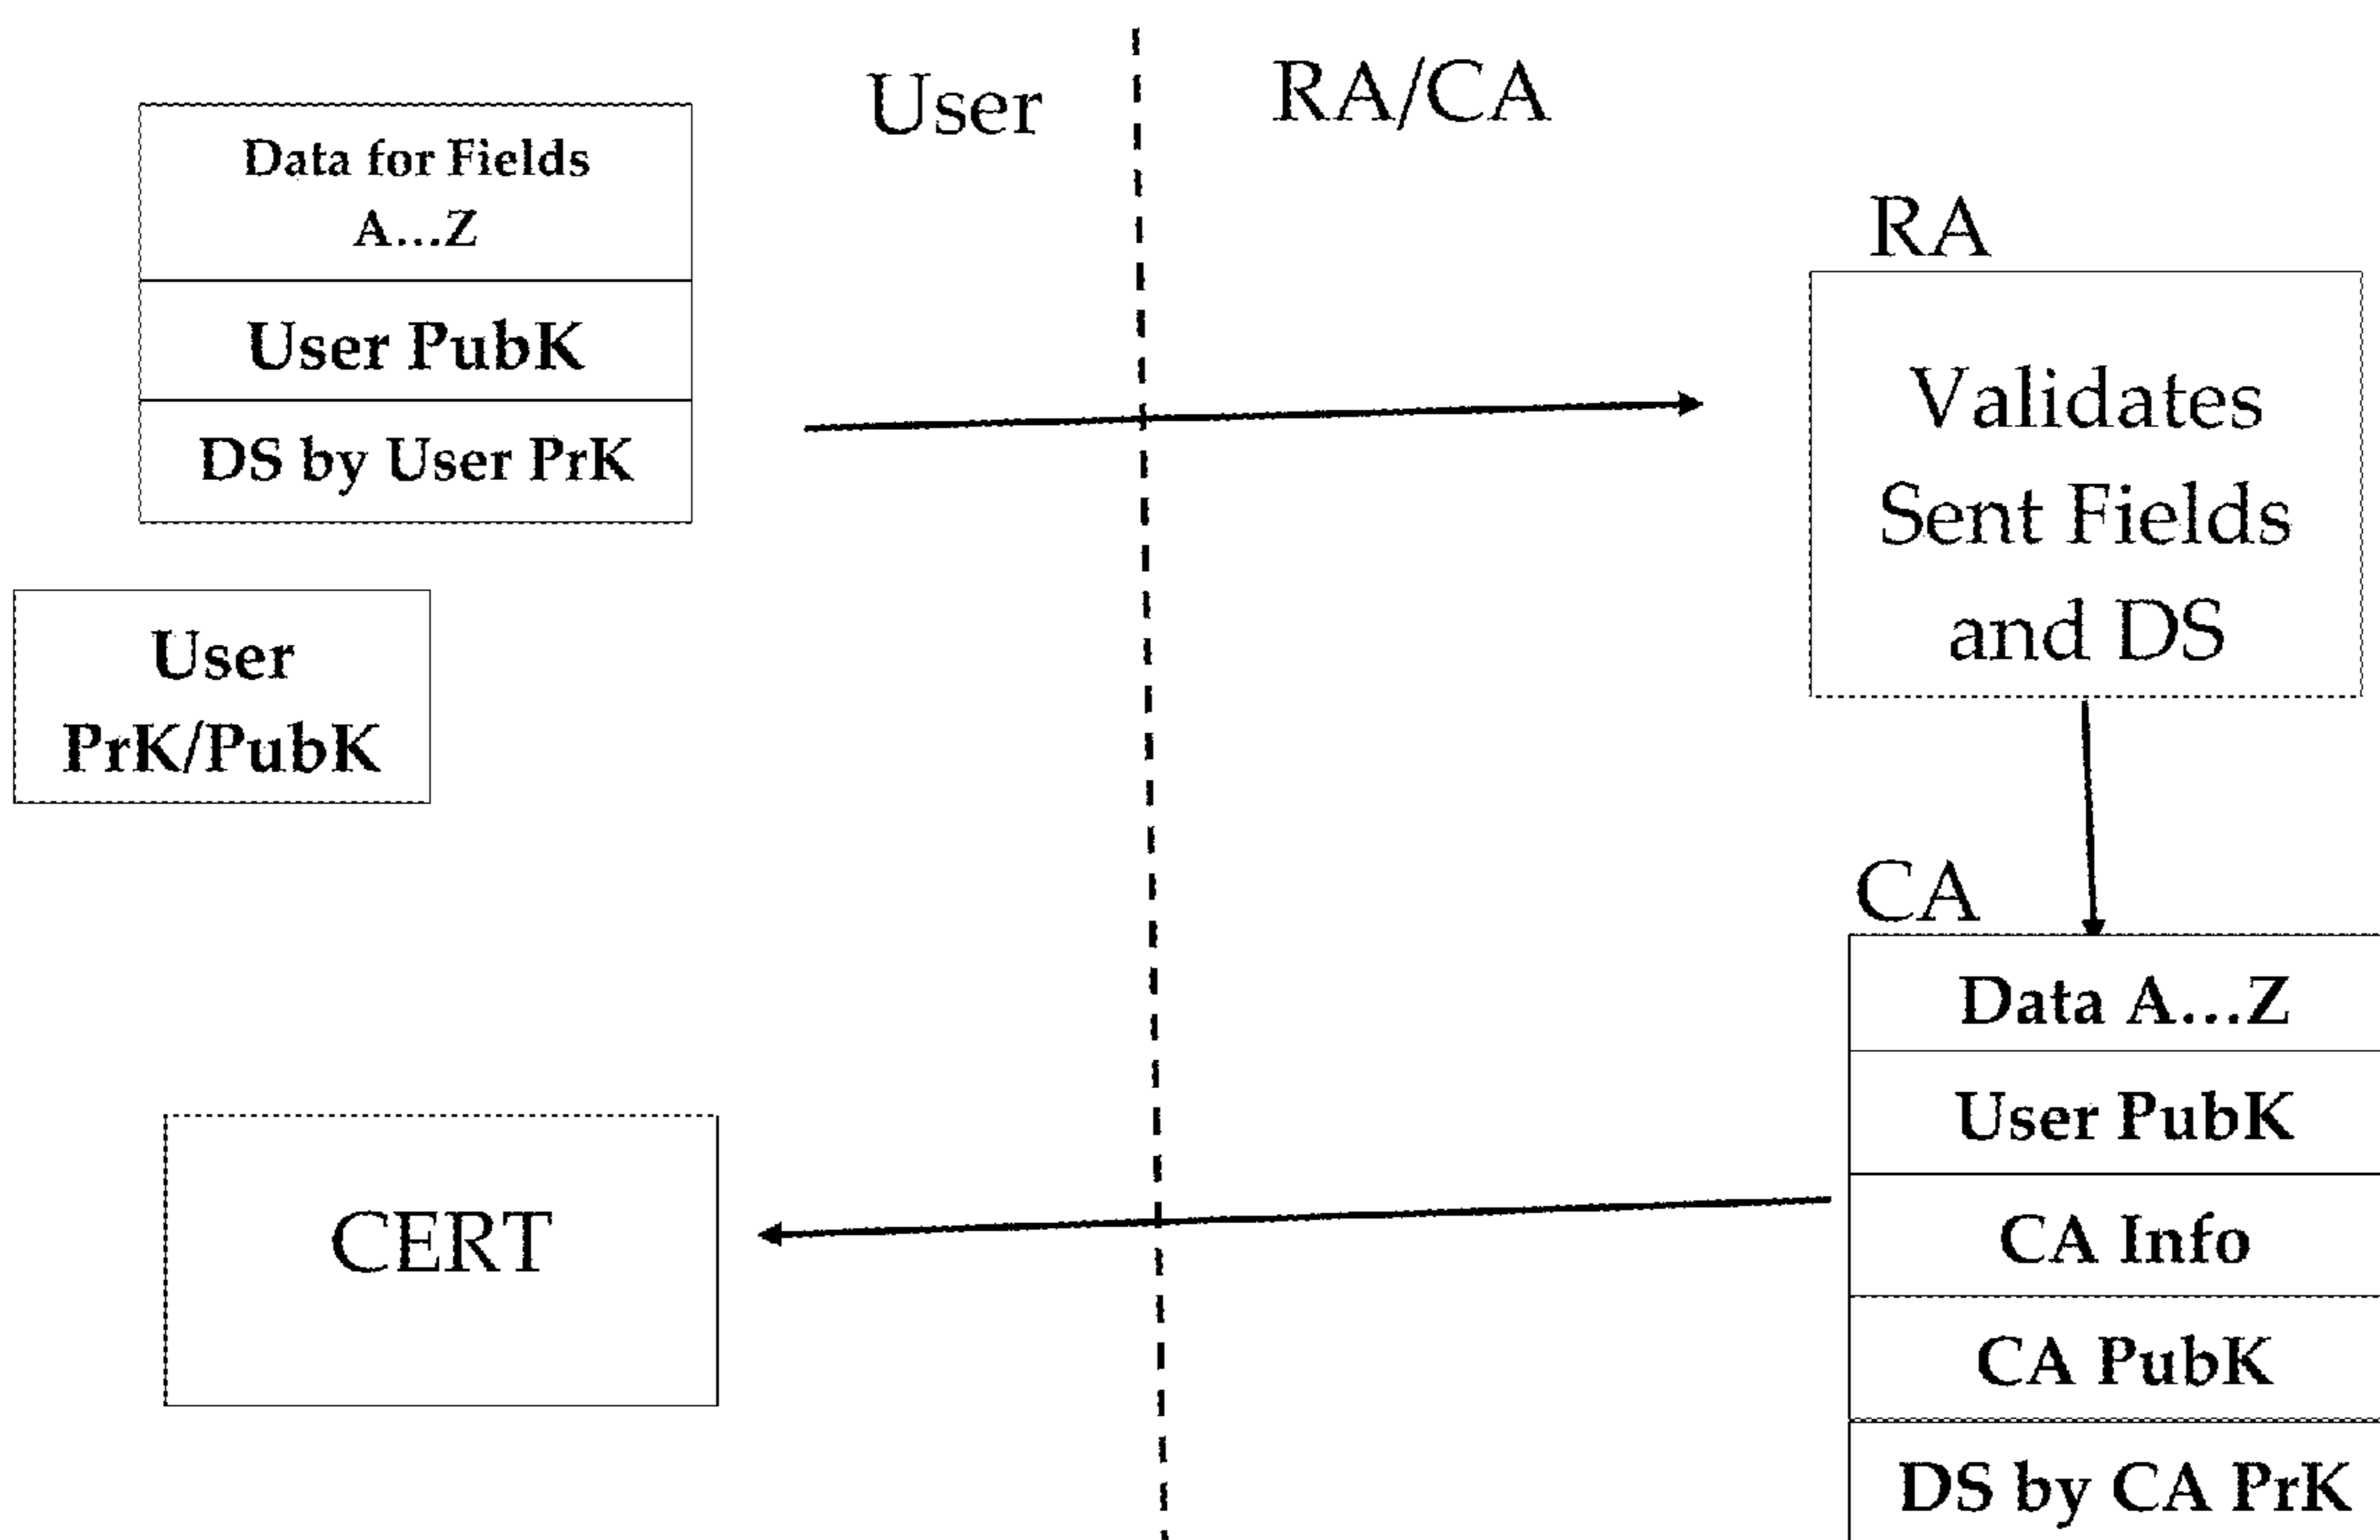 User
RA/CA
Data for Fields
A...Z
User PubK
DS by User PrK
RA
Validates
Sent Fields
and DS
User
PrK/PubK
CA
Data A...Z
User PubK
CA Info
CA PubK
DS by CA PrK
CERT